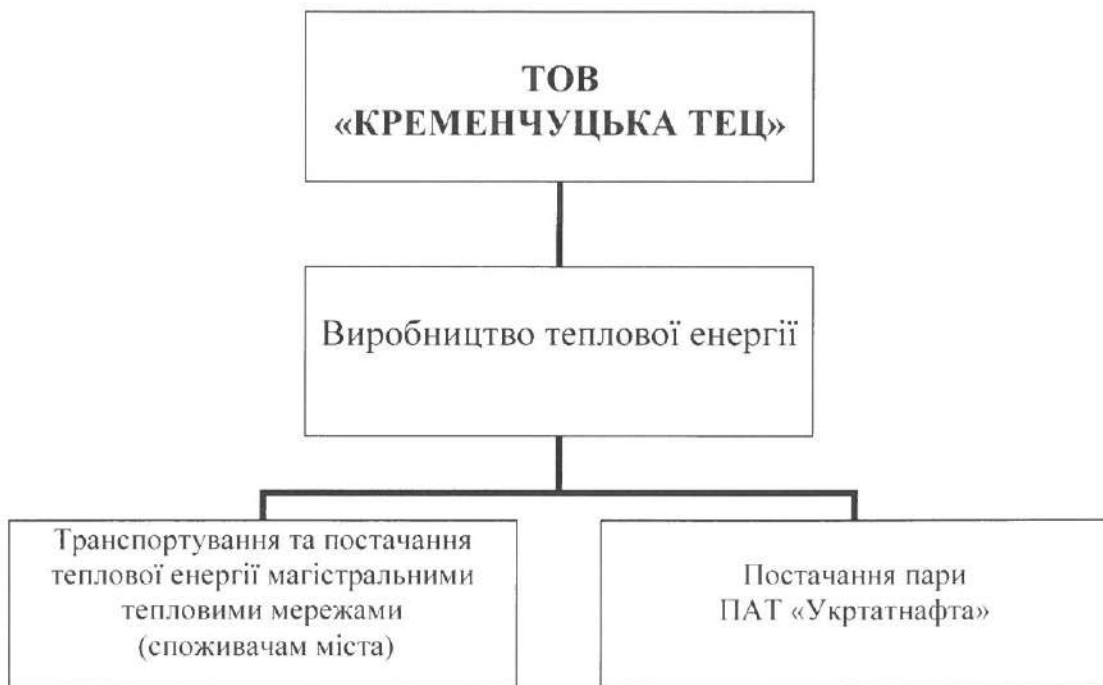 ТОВ
«КРЕМЕНЧУЦЬКА ТЕЦ»
Виробництво теплової енергії
Транспортування та постачання
теплової енергії магістральними
тепловими мережами
(споживачам міста)
Постачання пари
ПАТ «Укртатнафта»